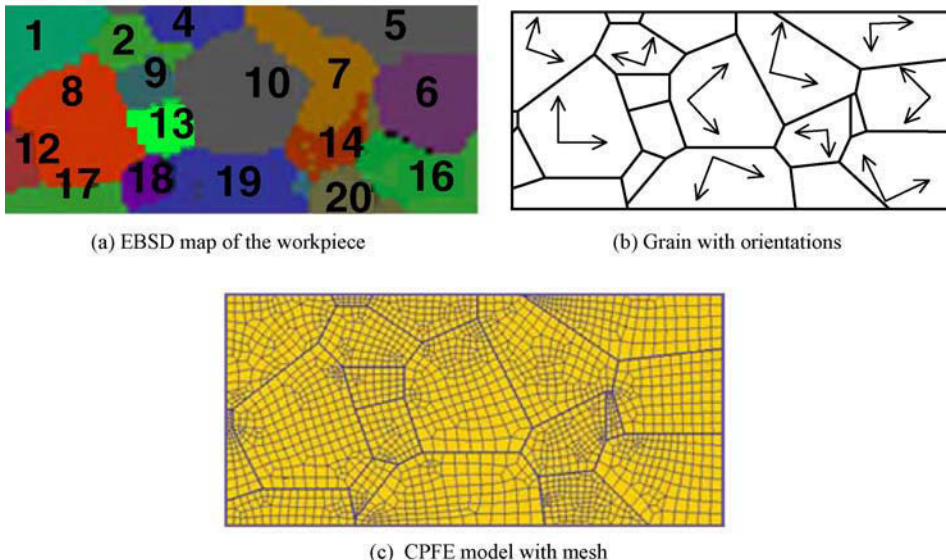 1 2 4 5
8 9 10 7 6
12 13 14
17 18 19 20 16
(a) EBSD map of the workpiece
(b) Grain with orientations
(c) CPFE model with mesh